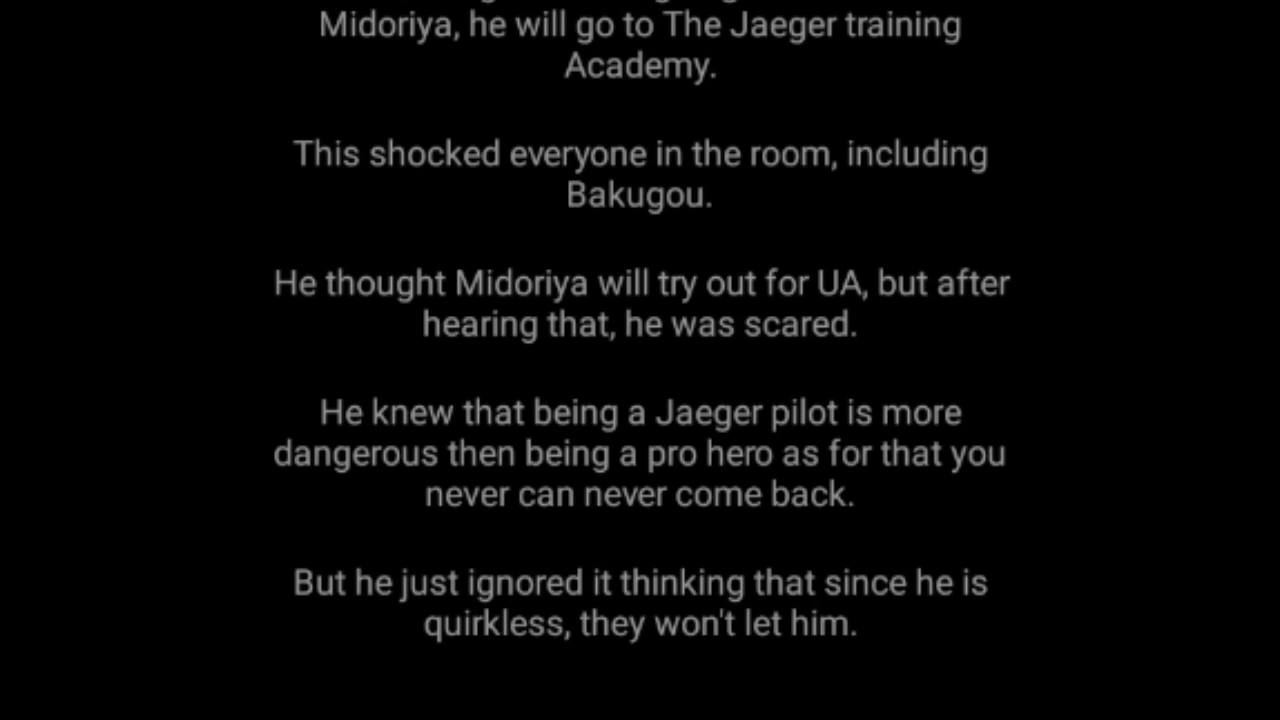 Midoriya, he will go to The Jaeger training
Academy.
This shocked everyone in the room, including
Bakugou.
He thought Midoriya will try out for UA, but after
hearing that, he was scared.
He knew that being a Jaeger pilot is more
dangerous then being a pro hero as for that you
never can never come back.
But he just ignored it thinking that since he is
quirkless, they won't let him.